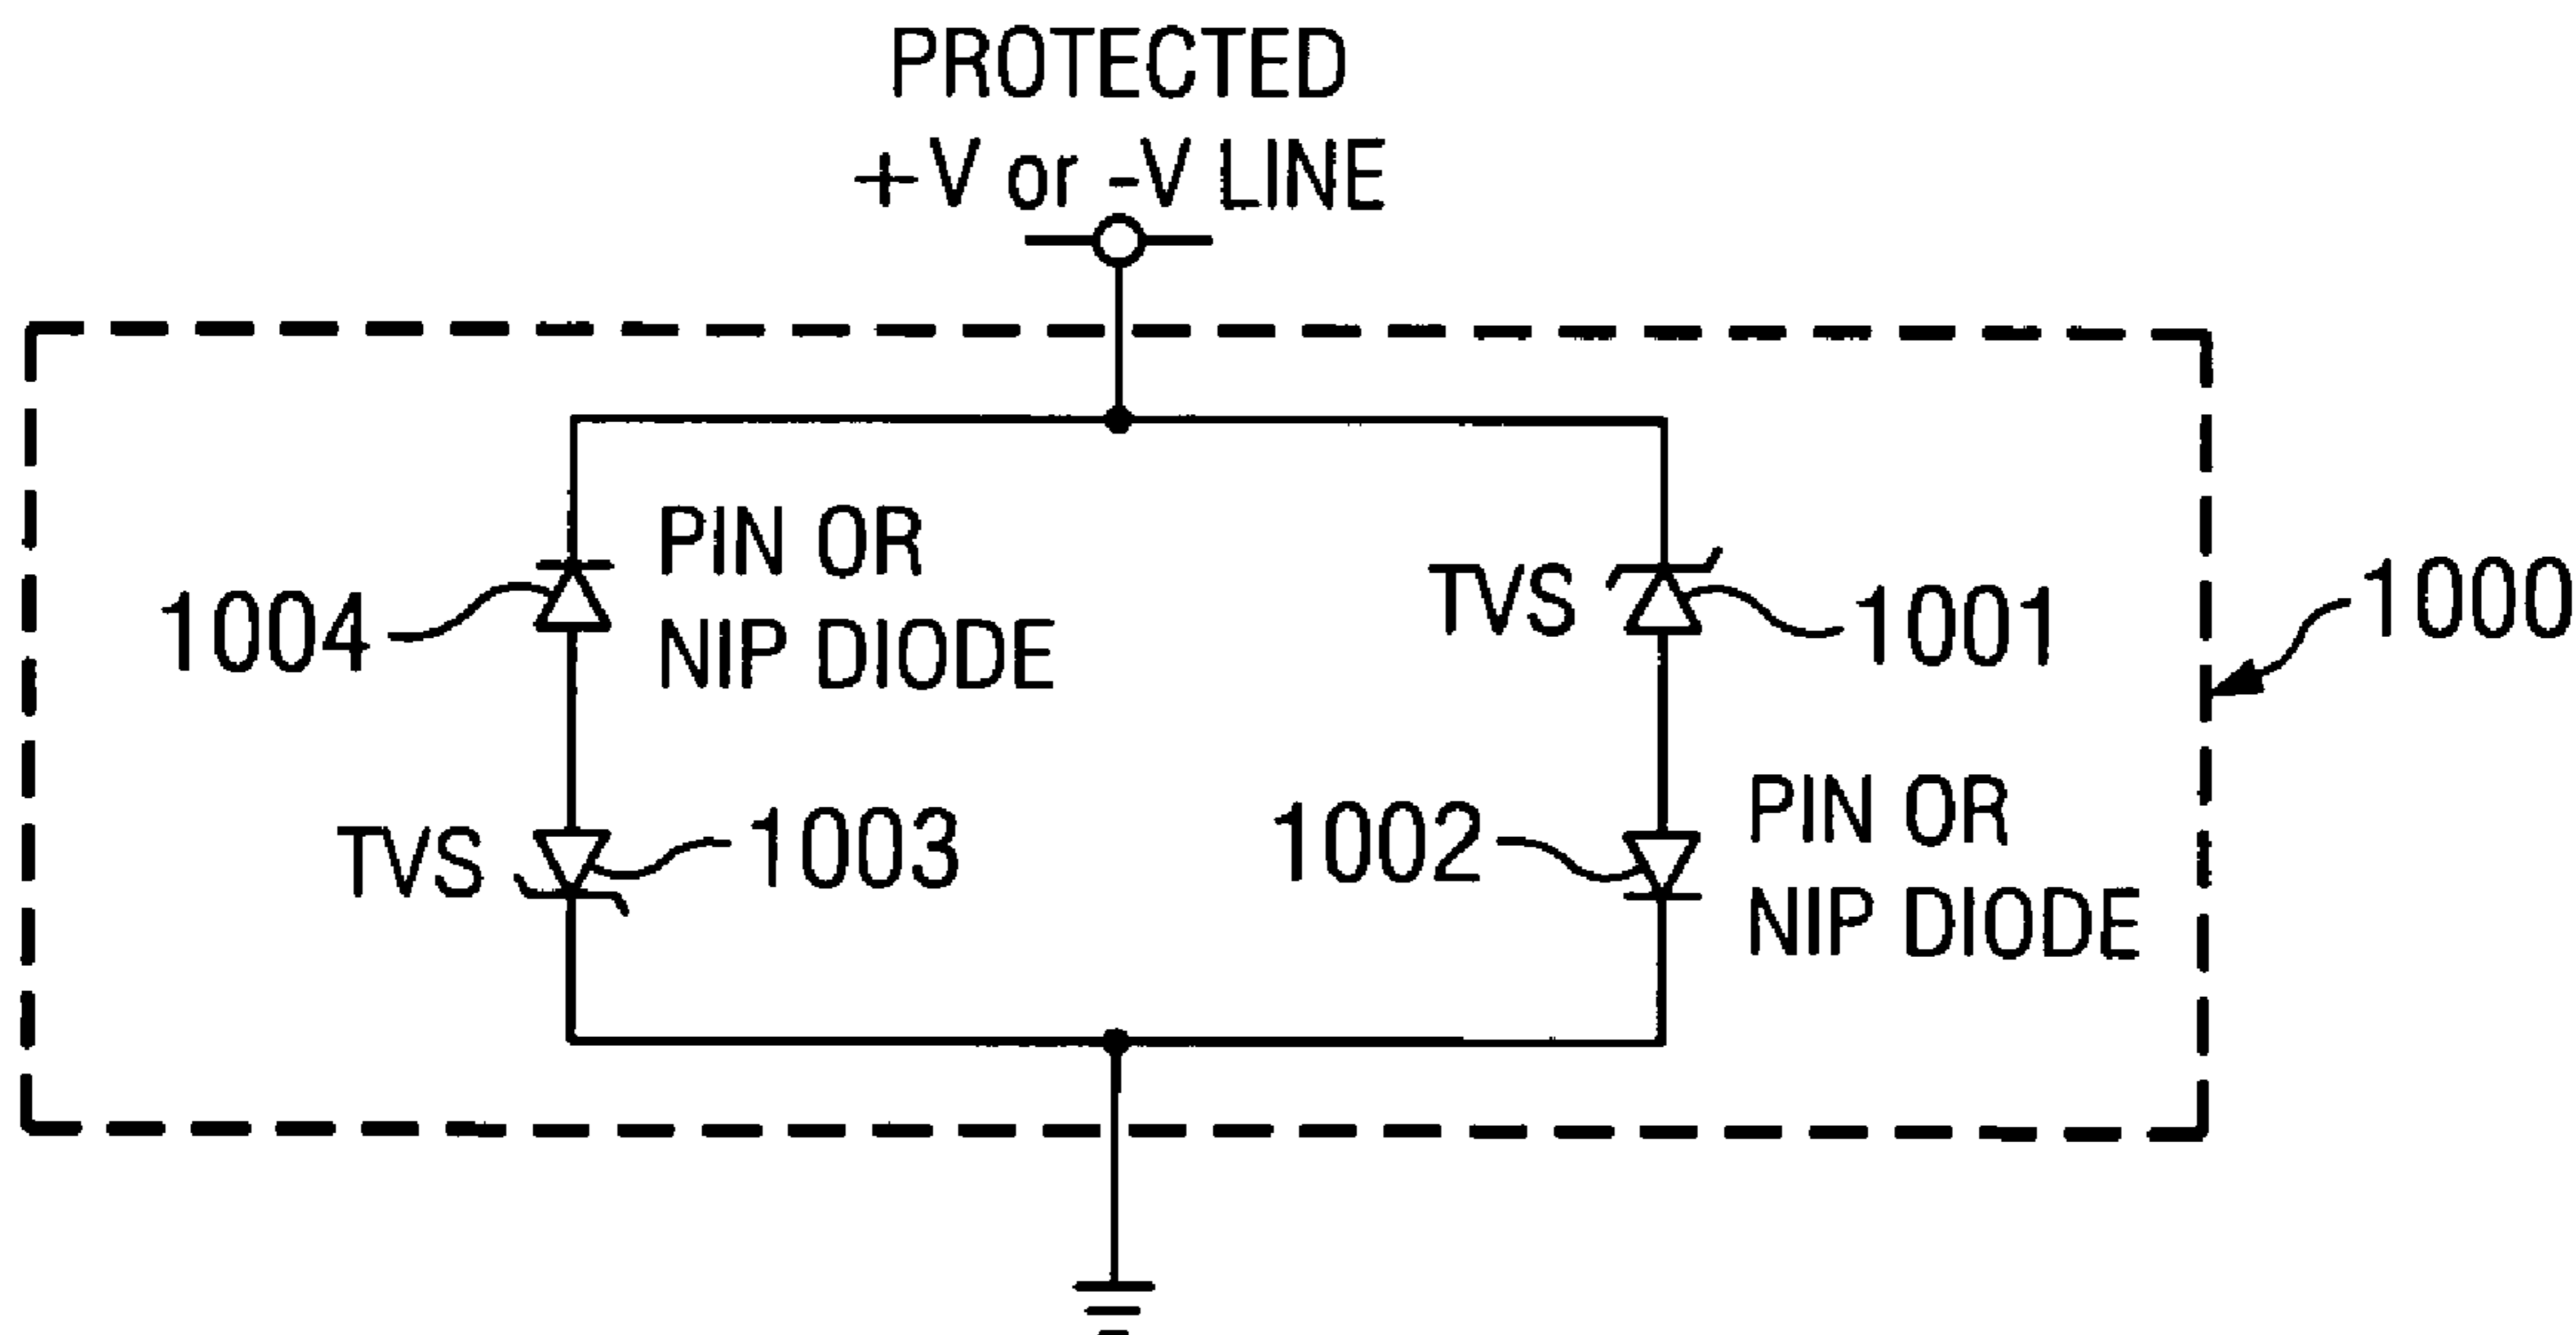 PROTECTED
+V or -V LINE
PIN OR
NIP DIODE
1004
TVS
1001
1000
TVS
1003
1002
PIN OR
NIP DIODE